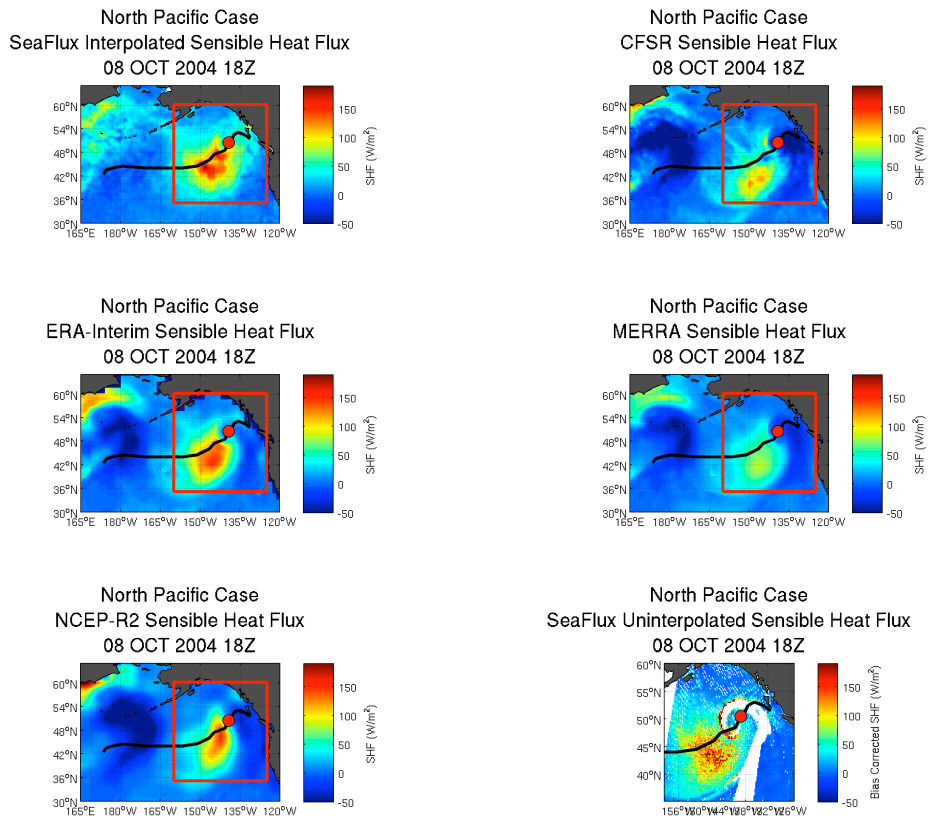 North Pacific Case
SeaFlux Interpolated Sensible Heat Flux
08 OCT 2004 18Z
60°N
54°N
48°N
42°N
36°N
30°N
165°E 180°W 165°W 150°W 135°W 120°W
150
100
50
0
-50
SHF (W/m²)
North Pacific Case
CFSR Sensible Heat Flux
08 OCT 2004 18Z
60°N
54°N
48°N
42°N
36°N
30°N
165°E 180°W 165°W 150°W 135°W 120°W
150
100
50
0
-50
SHF (W/m²)
North Pacific Case
ERA-Interim Sensible Heat Flux
08 OCT 2004 18Z
60°N
54°N
48°N
42°N
36°N
30°N
165°E 180°W 165°W 150°W 135°W 120°W
150
100
50
0
-50
SHF (W/m²)
North Pacific Case
MERRA Sensible Heat Flux
08 OCT 2004 18Z
60°N
54°N
48°N
42°N
36°N
30°N
165°E 180°W 165°W 150°W 135°W 120°W
150
100
50
0
-50
SHF (W/m²)
North Pacific Case
NCEP-R2 Sensible Heat Flux
08 OCT 2004 18Z
60°N
54°N
48°N
42°N
36°N
30°N
165°E 180°W 165°W 150°W 135°W 120°W
150
100
50
0
-50
SHF (W/m²)
North Pacific Case
SeaFlux Uninterpolated Sensible Heat Flux
08 OCT 2004 18Z
60°N
55°N
50°N
45°N
40°N
156°W 150°W 144°W 138°W 132°W 126°W
150
100
50
0
-50
Bias Corrected SHF (W/m²)